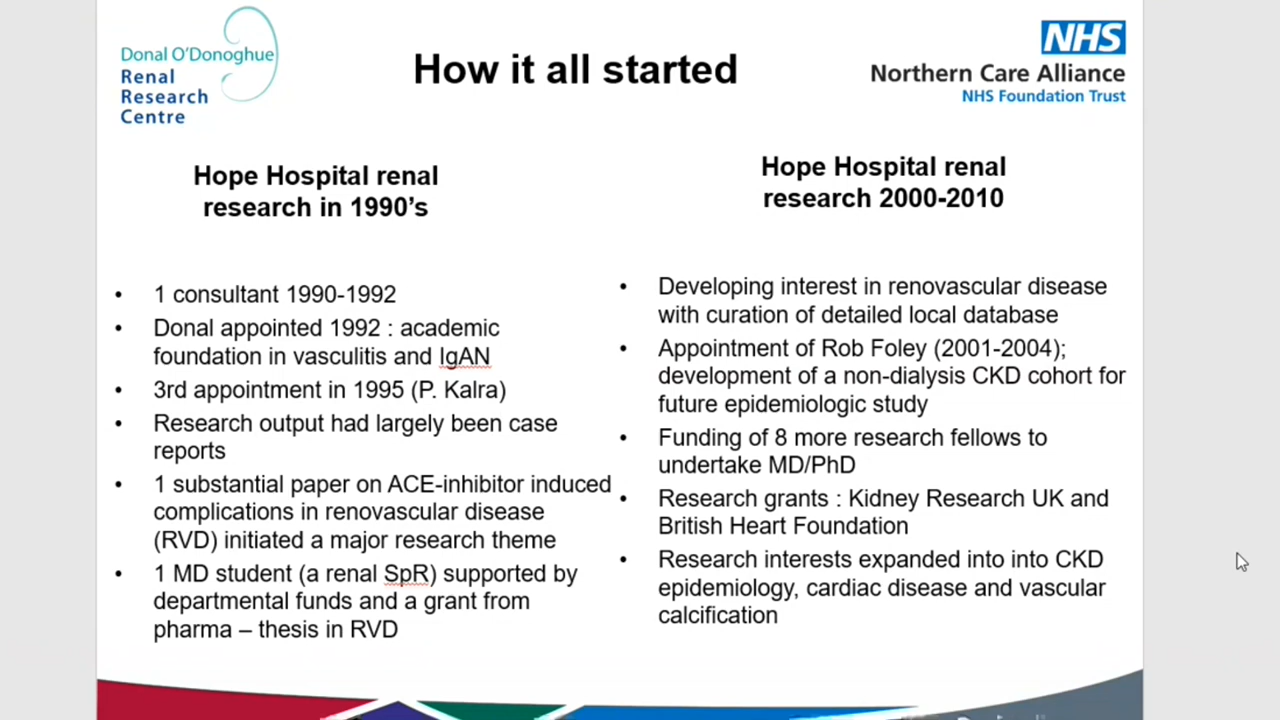 Donal O'Donoghue
Renal
Research
Centre
How it all started
NHS
Northern Care Alliance
NHS Foundation Trust
Hope Hospital renal
research in 1990's
• 1 consultant 1990-1992
• Donal appointed 1992 : academic
foundation in vasculitis and IgAN
• 3rd appointment in 1995 (P. Kalra)
• Research output had largely been case
reports
• 1 substantial paper on ACE-inhibitor induced
complications in renovascular disease
(RVD) initiated a major research theme
• 1 MD student (a renal SpR) supported by
departmental funds and a grant from
pharma – thesis in RVD
Hope Hospital renal
research 2000-2010
• Developing interest in renovascular disease
with curation of detailed local database
• Appointment of Rob Foley (2001-2004);
development of a non-dialysis CKD cohort for
future epidemiologic study
• Funding of 8 more research fellows to
undertake MD/PhD
• Research grants : Kidney Research UK and
British Heart Foundation
• Research interests expanded into into CKD
epidemiology, cardiac disease and vascular
calcification